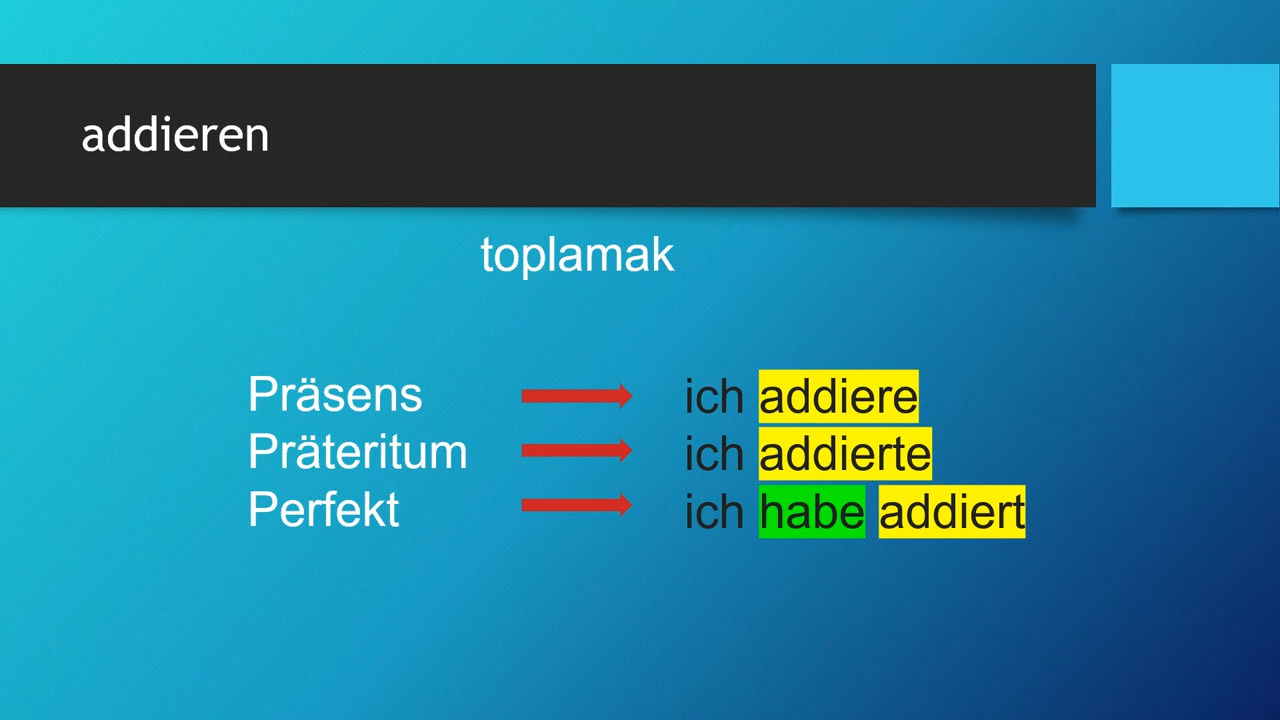 addieren
toplamak
Präsens ich addiere
Präteritum ich addierte
Perfekt ich habe addiert